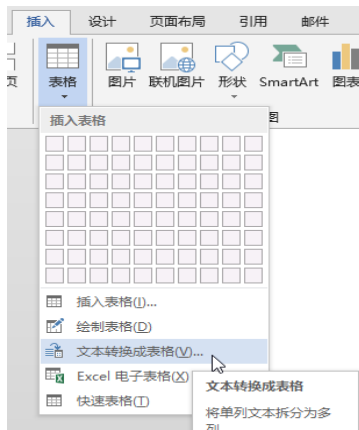 插入 设计 页面布局 引用 邮件
页 表格 图片 联机图片 形状 SmartArt 图表
插入表格
插入表格(I)...
绘制表格(D)
文本转换成表格(V)...
Excel 电子表格(X)
快速表格(T)
文本转换成表格
将单列文本拆分为多